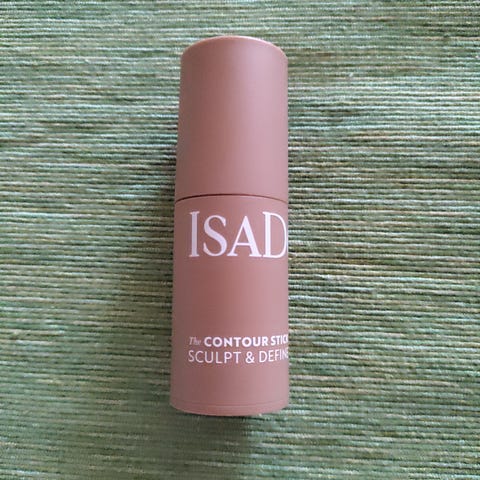 ISAD
The CONTOUR STICK
SCULPT & DEFINE